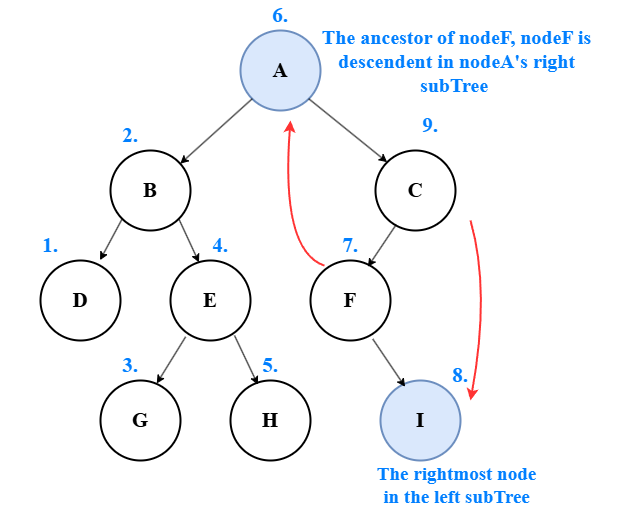 6.
The ancestor of nodeF, nodeF is
descendent in nodeA's right
subTree
A
2.
9.
B
C
1.
4.
7.
D
E
F
3.
5.
8.
G
H
I
The rightmost node
in the left subTree